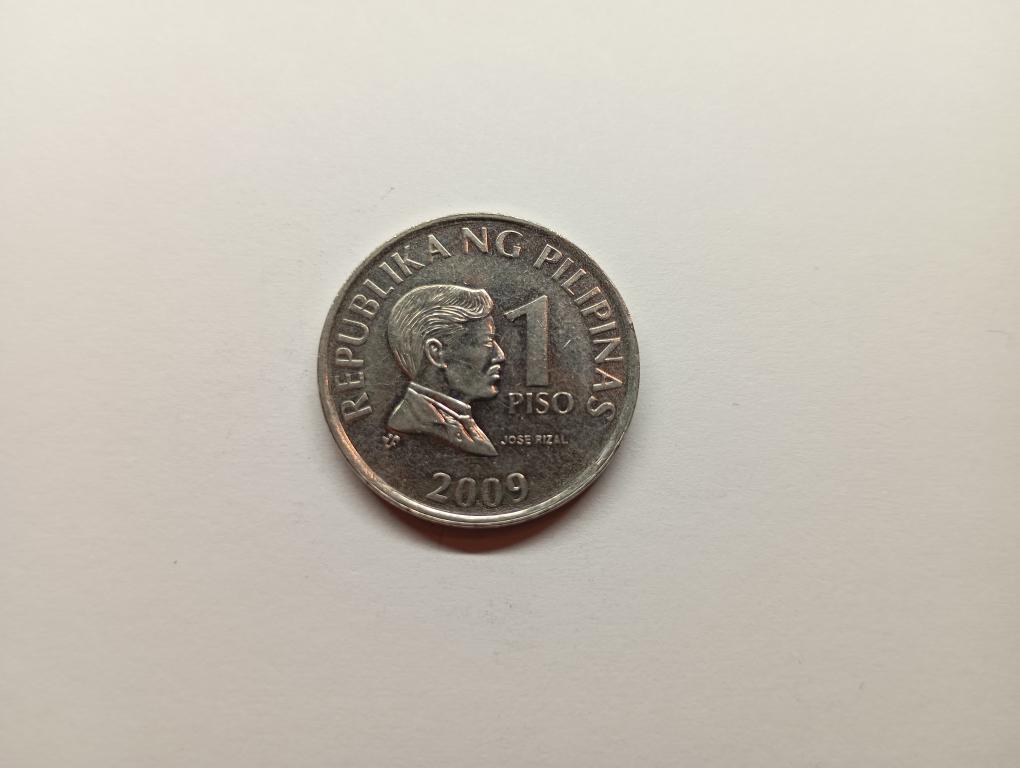 REPUBLIKA NG PILIPINAS
1
PISO
JOSE RIZAL
2009